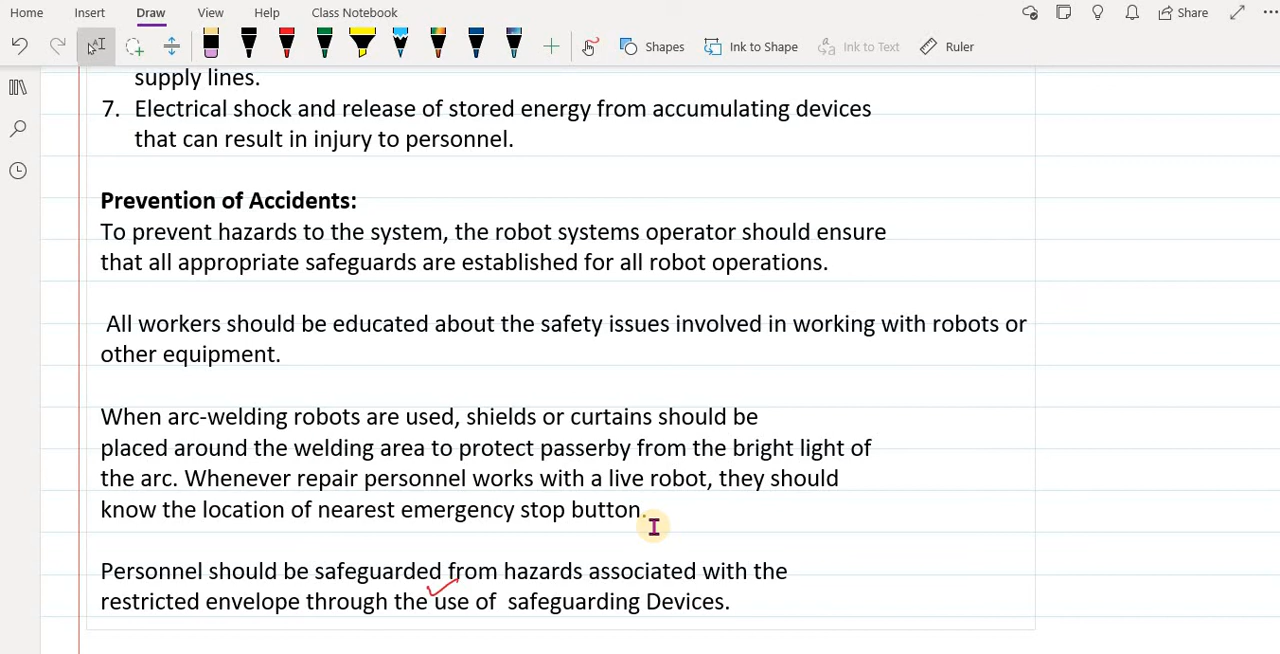 Home Insert Draw View Help Class Notebook Share
Shapes Ink to Shape Ink to Text Ruler
supply lines.
7. Electrical shock and release of stored energy from accumulating devices
that can result in injury to personnel.
Prevention of Accidents:
To prevent hazards to the system, the robot systems operator should ensure
that all appropriate safeguards are established for all robot operations.
All workers should be educated about the safety issues involved in working with robots or
other equipment.
When arc-welding robots are used, shields or curtains should be
placed around the welding area to protect passerby from the bright light of
the arc. Whenever repair personnel works with a live robot, they should
know the location of nearest emergency stop button.
Personnel should be safeguarded from hazards associated with the
restricted envelope through the use of safeguarding Devices.